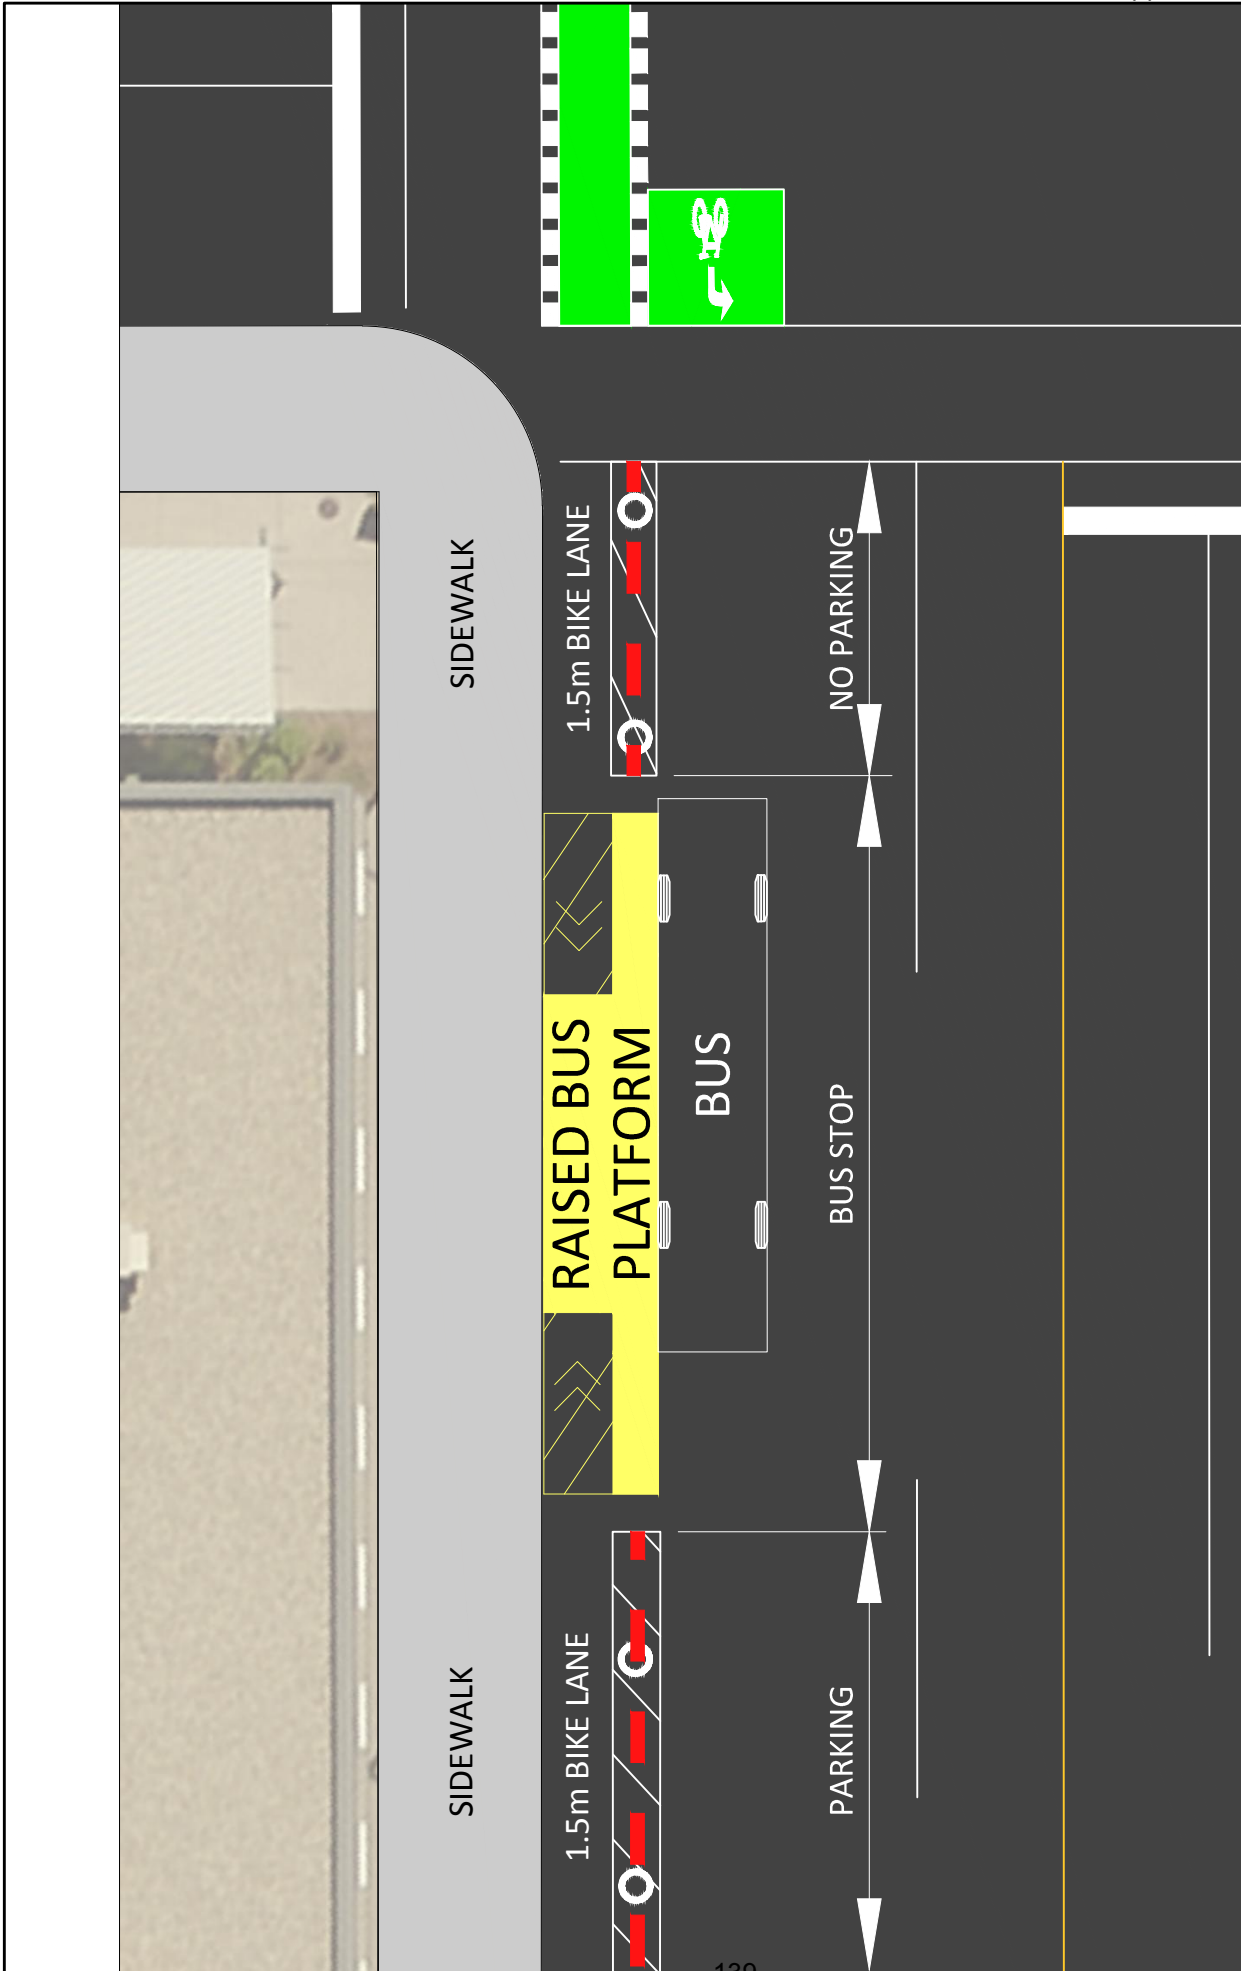 SIDEWALK
1.5m BIKE LANE
NO PARKING
RAISED BUS
PLATFORM
BUS
BUS STOP
SIDEWALK
1.5m BIKE LANE
PARKING